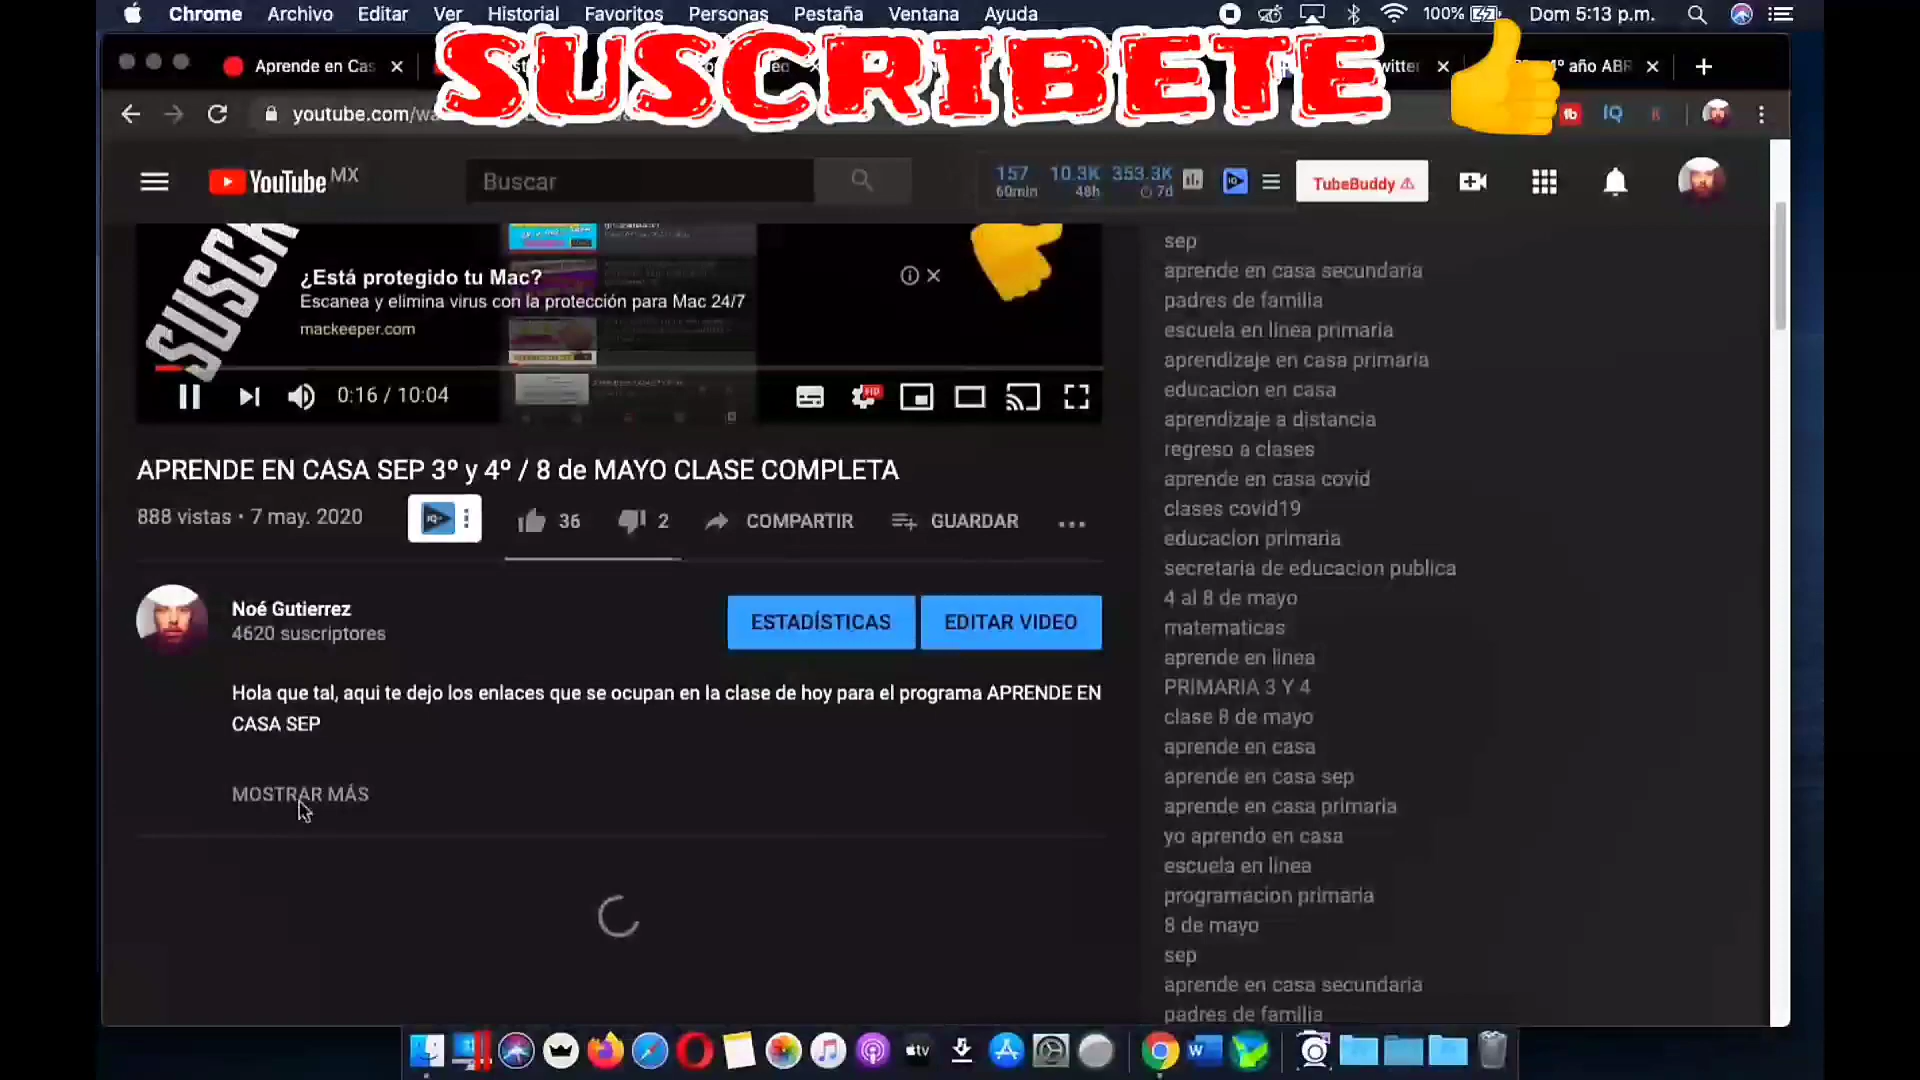 Chrome Archivo Editar Ver Historial Favoritos Personas Pestaña Ventana Ayuda 100% Dom 5:13 p.m.
SUSCRIBETE
Aprende en Cas
witter
4º año ABR
youtube.com/wa
IQ
YouTube MX
Buscar
157 10.3K 353.3K
60min 48h 7d
TubeBuddy
SUSCR
¿Está protegido tu Mac?
Escanea y elimina virus con la protección para Mac 24/7
mackeeper.com
0:16 / 10:04
HD
APRENDE EN CASA SEP 3º y 4º / 8 de MAYO CLASE COMPLETA
888 vistas • 7 may. 2020
IQ
36
2
COMPARTIR
GUARDAR
Noé Gutierrez
4620 suscriptores
ESTADÍSTICAS
EDITAR VIDEO
Hola que tal, aqui te dejo los enlaces que se ocupan en la clase de hoy para el programa APRENDE EN
CASA SEP
MOSTRAR MÁS
sep
aprende en casa secundaria
padres de familia
escuela en linea primaria
aprendizaje en casa primaria
educacion en casa
aprendizaje a distancia
regreso a clases
aprende en casa covid
clases covid19
educacion primaria
secretaria de educacion publica
4 al 8 de mayo
matematicas
aprende en linea
PRIMARIA 3 Y 4
clase 8 de mayo
aprende en casa
aprende en casa sep
aprende en casa primaria
yo aprendo en casa
escuela en linea
programacion primaria
8 de mayo
sep
aprende en casa secundaria
padres de familia
tv
W